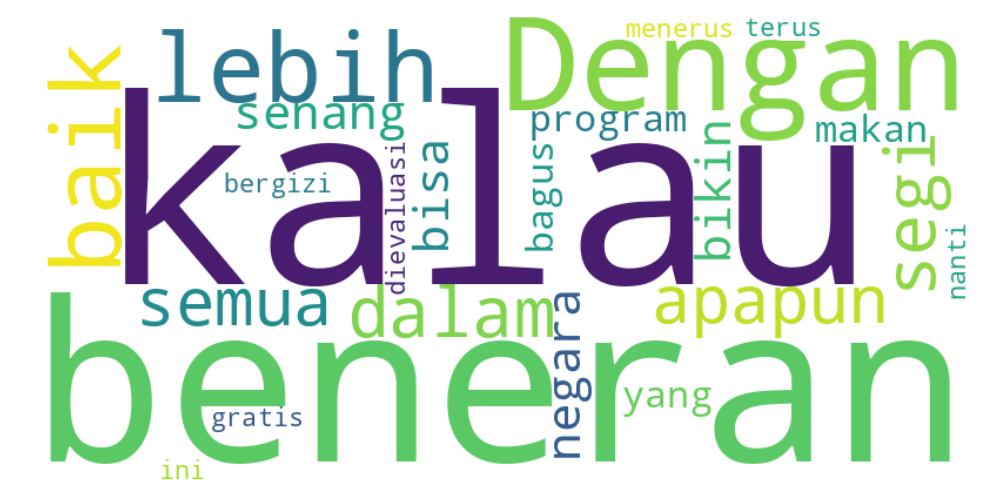 menerus terus
Dengan
lebih
baik
kalau
senang
program
makan
bergizi
dievaluasi
bisa
bagus
bikin
segi
nanti
semua
dalam
apapun
beneran
negara
yang
gratis
ini